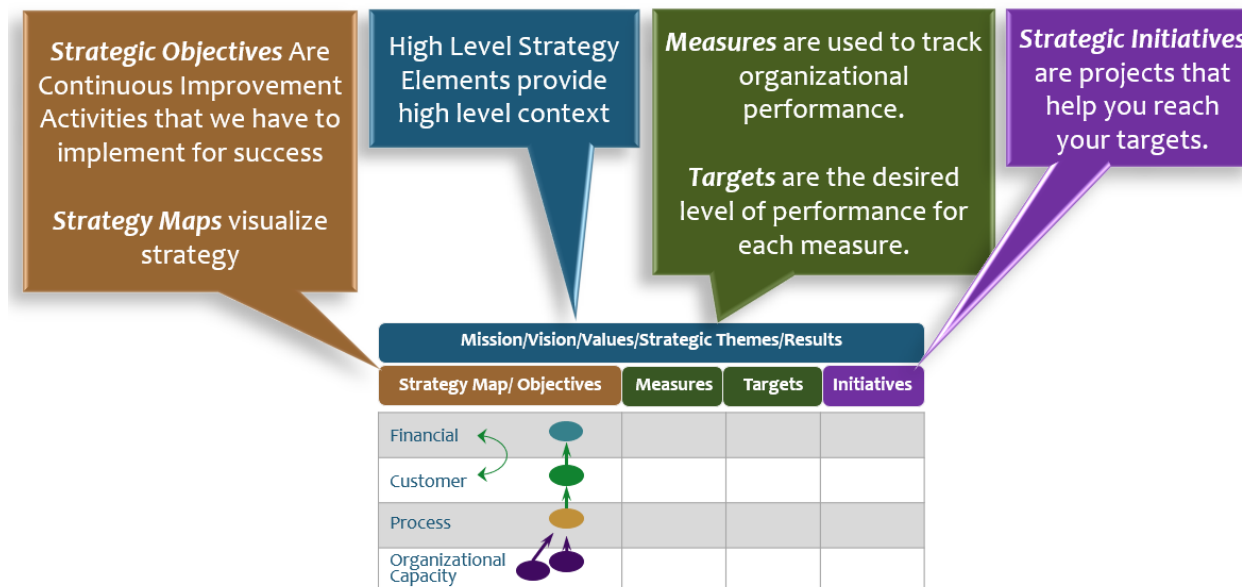 Strategic Objectives Are
Continuous Improvement
Activities that we have to
implement for success
Strategy Maps visualize
strategy
High Level Strategy
Elements provide
high level context
Measures are used to track
organizational
performance.
Targets are the desired
level of performance for
each measure.
Strategic Initiatives
are projects that
help you reach
your targets.
Mission/Vision/Values/Strategic Themes/Results
Strategy Map/ Objectives
Measures
Targets
Initiatives
Financial
Customer
Process
Organizational
Capacity